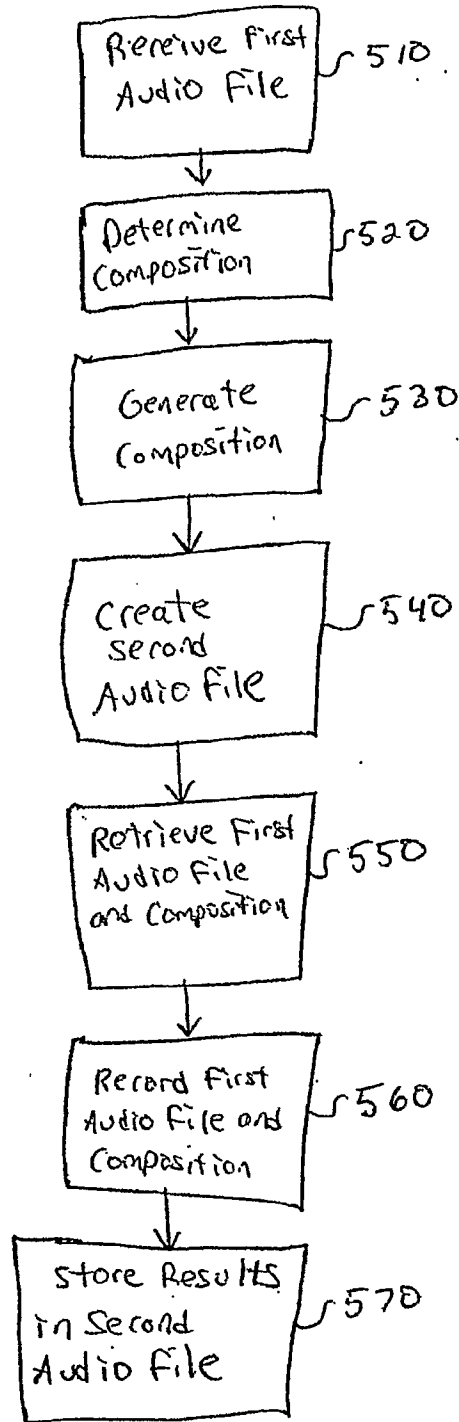 Receive First
Audio File
510
Determine
Composition
520
Generate
Composition
530
Create
Second
Audio File
540
Retrieve First
Audio File
and Composition
550
Record First
Audio File and
Composition
560
Store Results
in Second
Audio File
570